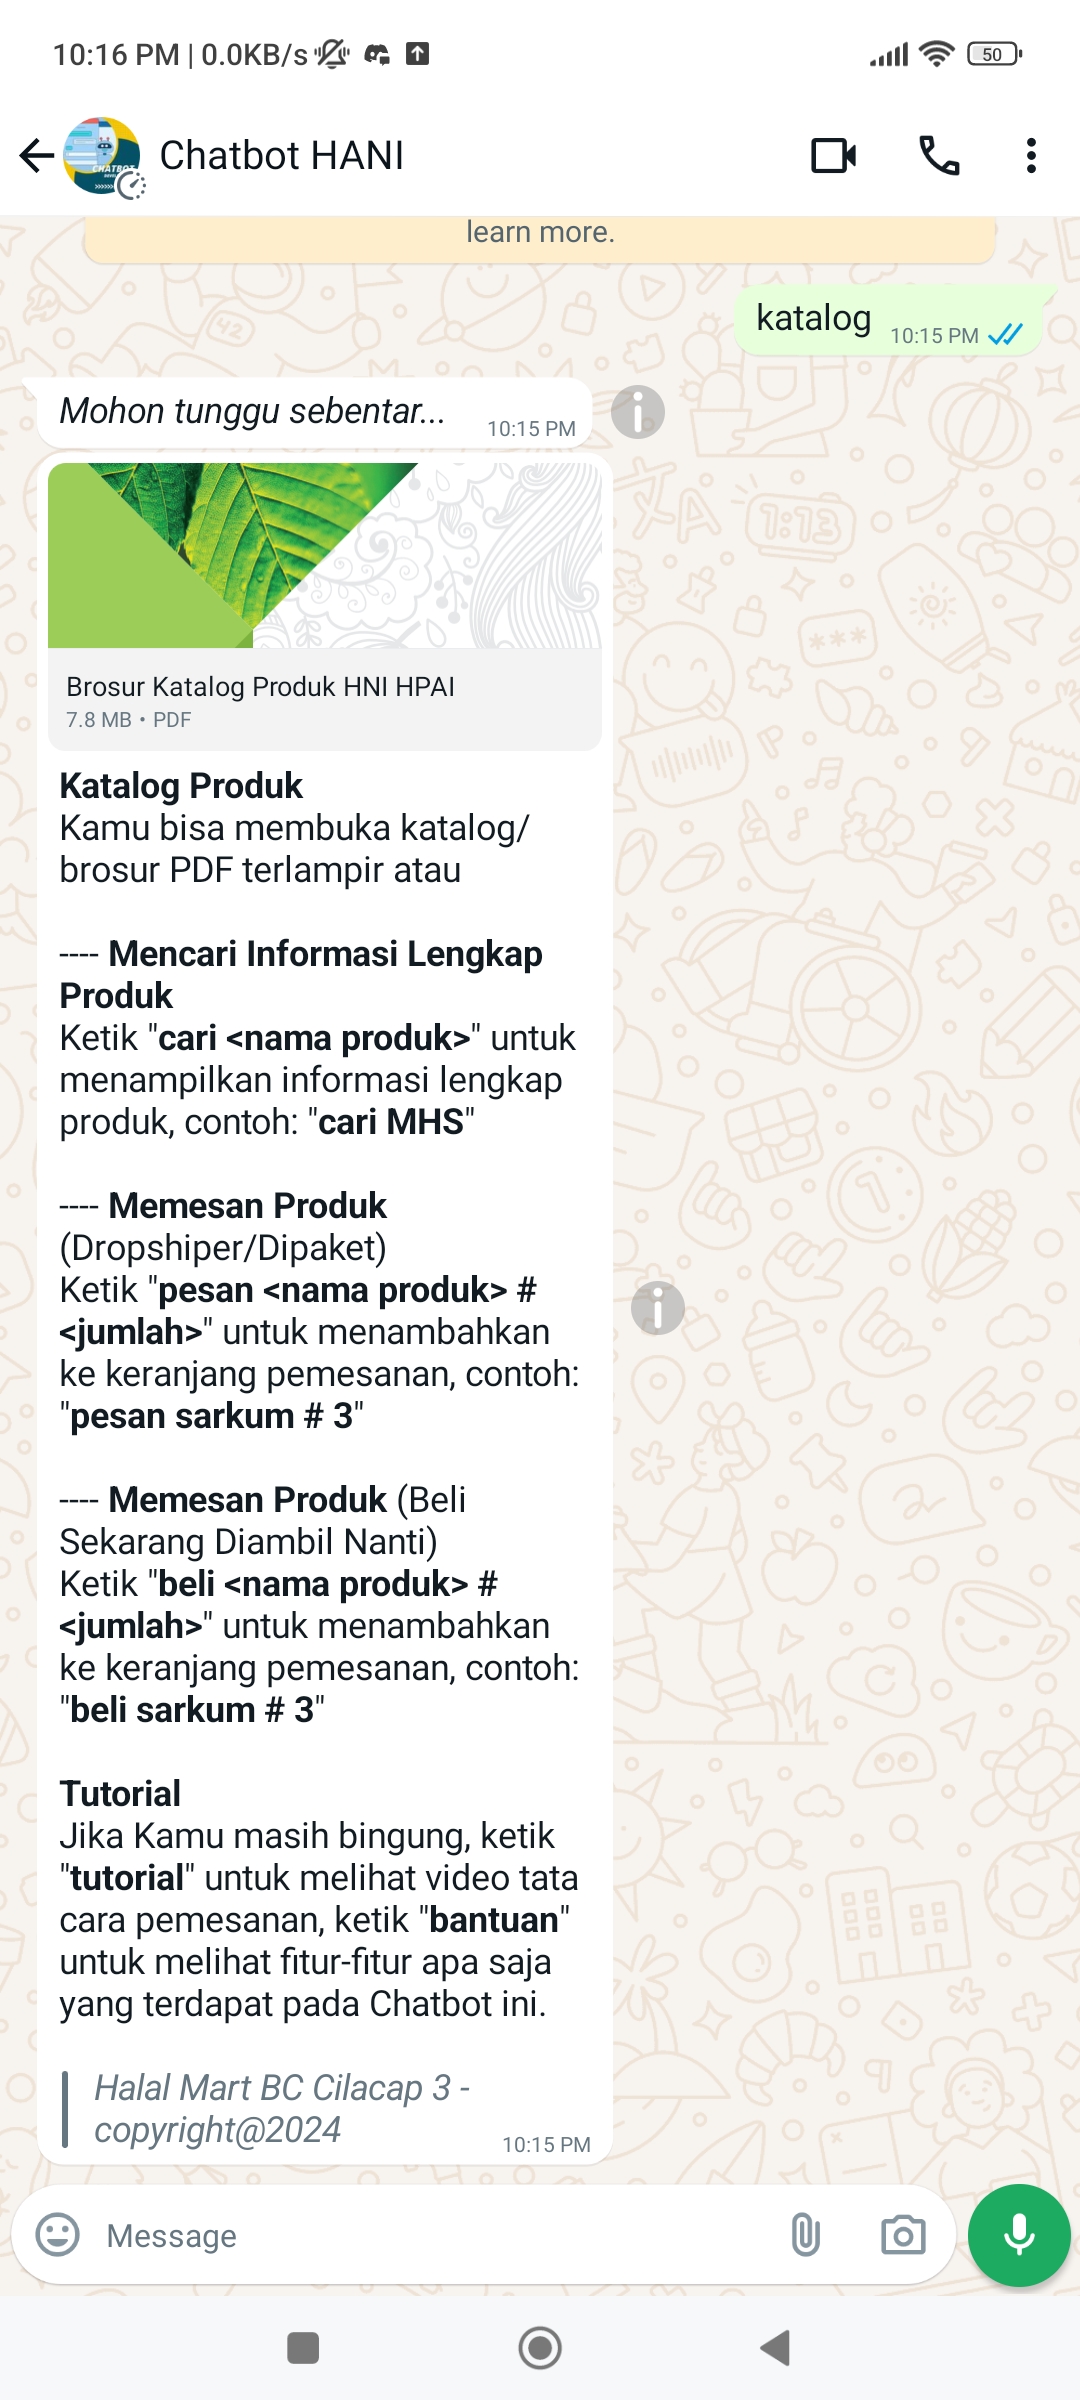 10:16 PM | 0.0KB/s
50
Chatbot HANI
CHATBOT
learn more.
katalog
10:15 PM
Mohon tunggu sebentar...
10:15 PM
Brosur Katalog Produk HNI HPAI
7.8 MB • PDF
Katalog Produk
Kamu bisa membuka katalog/
brosur PDF terlampir atau
---- Mencari Informasi Lengkap
Produk
Ketik "cari <nama produk>" untuk
menampilkan informasi lengkap
produk, contoh: "cari MHS"
---- Memesan Produk
(Dropshiper/Dipaket)
Ketik "pesan <nama produk> #
<jumlah>" untuk menambahkan
ke keranjang pemesanan, contoh:
"pesan sarkum # 3"
---- Memesan Produk (Beli
Sekarang Diambil Nanti)
Ketik "beli <nama produk> #
<jumlah>" untuk menambahkan
ke keranjang pemesanan, contoh:
"beli sarkum # 3"
Tutorial
Jika Kamu masih bingung, ketik
"tutorial" untuk melihat video tata
cara pemesanan, ketik "bantuan"
untuk melihat fitur-fitur apa saja
yang terdapat pada Chatbot ini.
Halal Mart BC Cilacap 3 -
copyright@2024
10:15 PM
Message